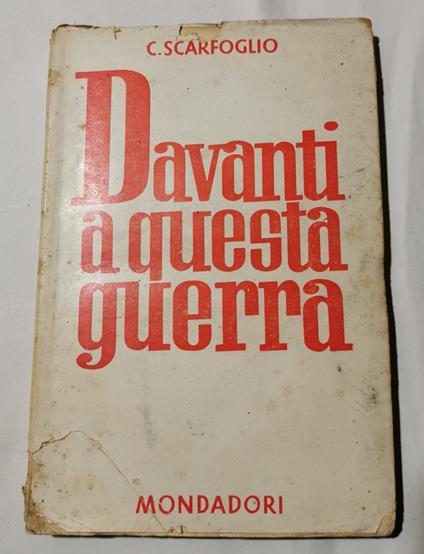 C. SCARFOGLIO
Davanti
a questa
guerra
MONDADORI